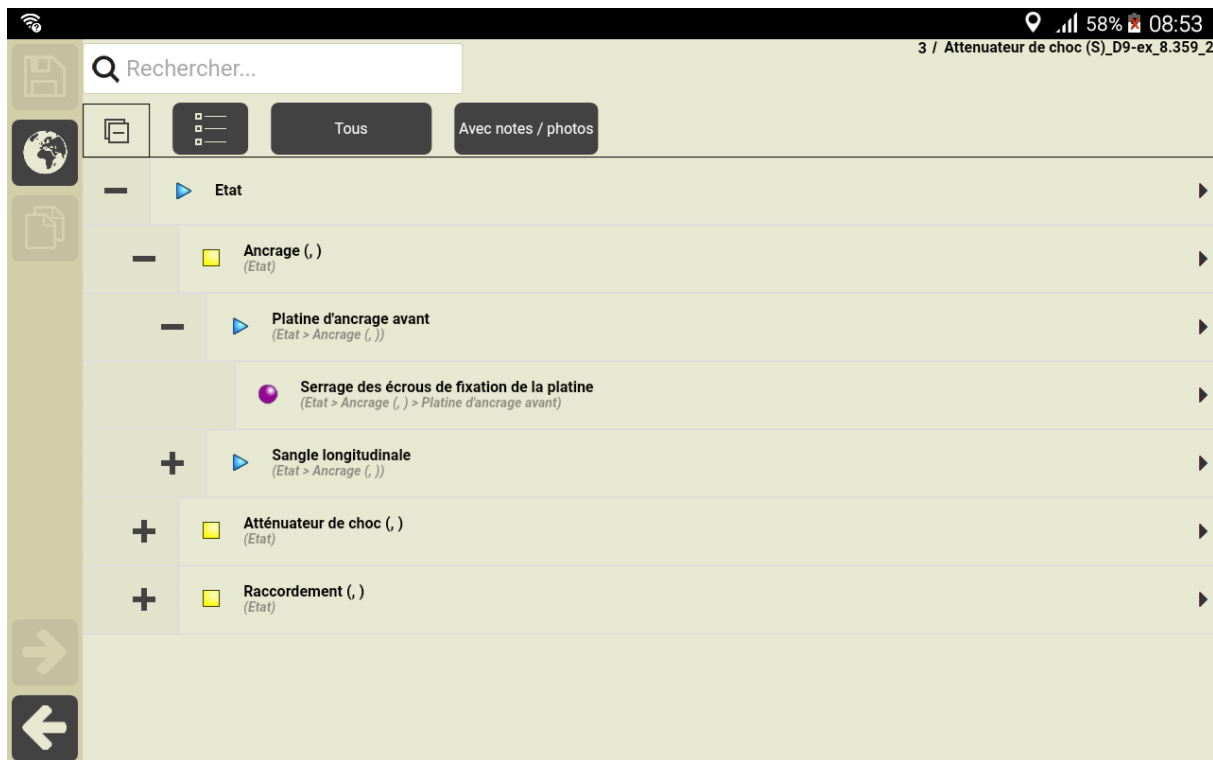 58% 08:53
3 / Attenuateur de choc (S)_D9-ex_8.359_2
Rechercher...
Tous
Avec notes / photos
Etat
Ancrage (, )
(Etat)
Platine d'ancrage avant
(Etat > Ancrage (, ))
Serrage des écrous de fixation de la platine
(Etat > Ancrage (, ) > Platine d'ancrage avant)
Sangle longitudinale
(Etat > Ancrage (, ))
Atténuateur de choc (, )
(Etat)
Raccordement (, )
(Etat)